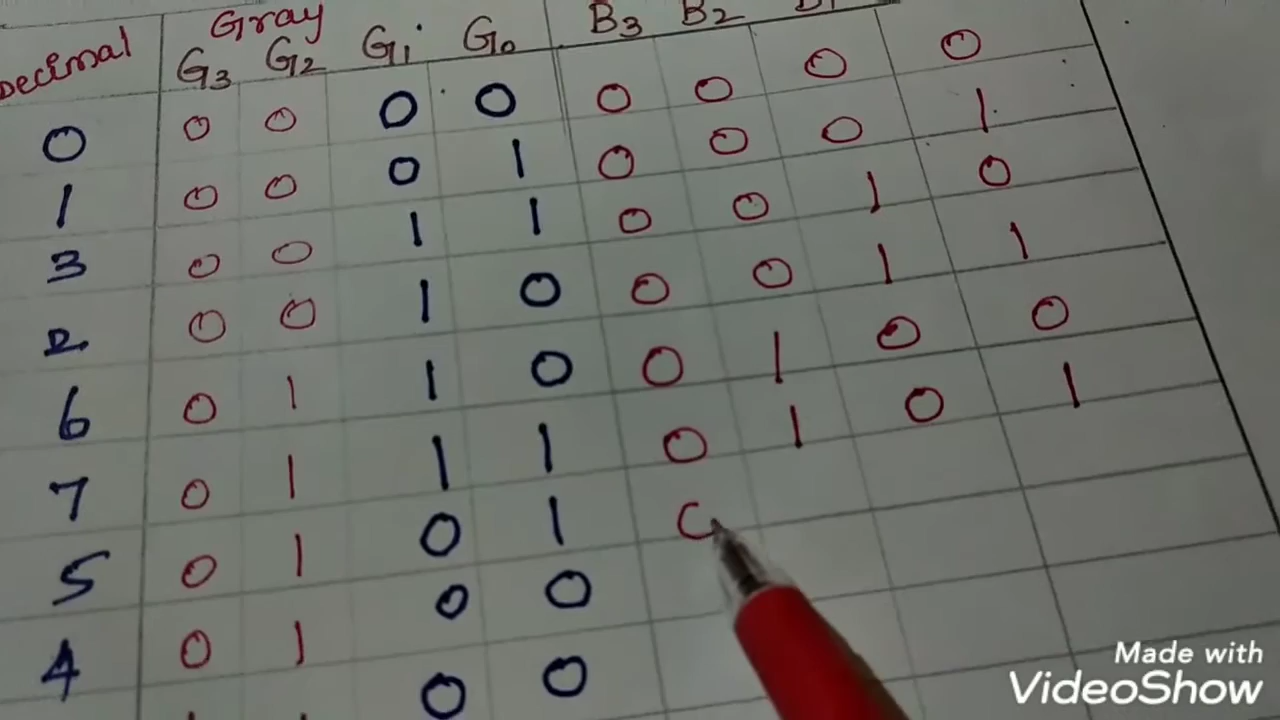 Decimal Gray G3 G2 G1 G0 B3 B2
0 0 0 0 0 0 0 0 0
1 0 0 0 1 0 0 0 1
3 0 0 1 1 0 0 1 0
2 0 0 1 0 0 0 1 1
6 0 1 1 0 0 1 0 0
7 0 1 1 1 0 1 0 1
5 0 1 0 1
4 0 1 0 0
0 0
Made with
VideoShow